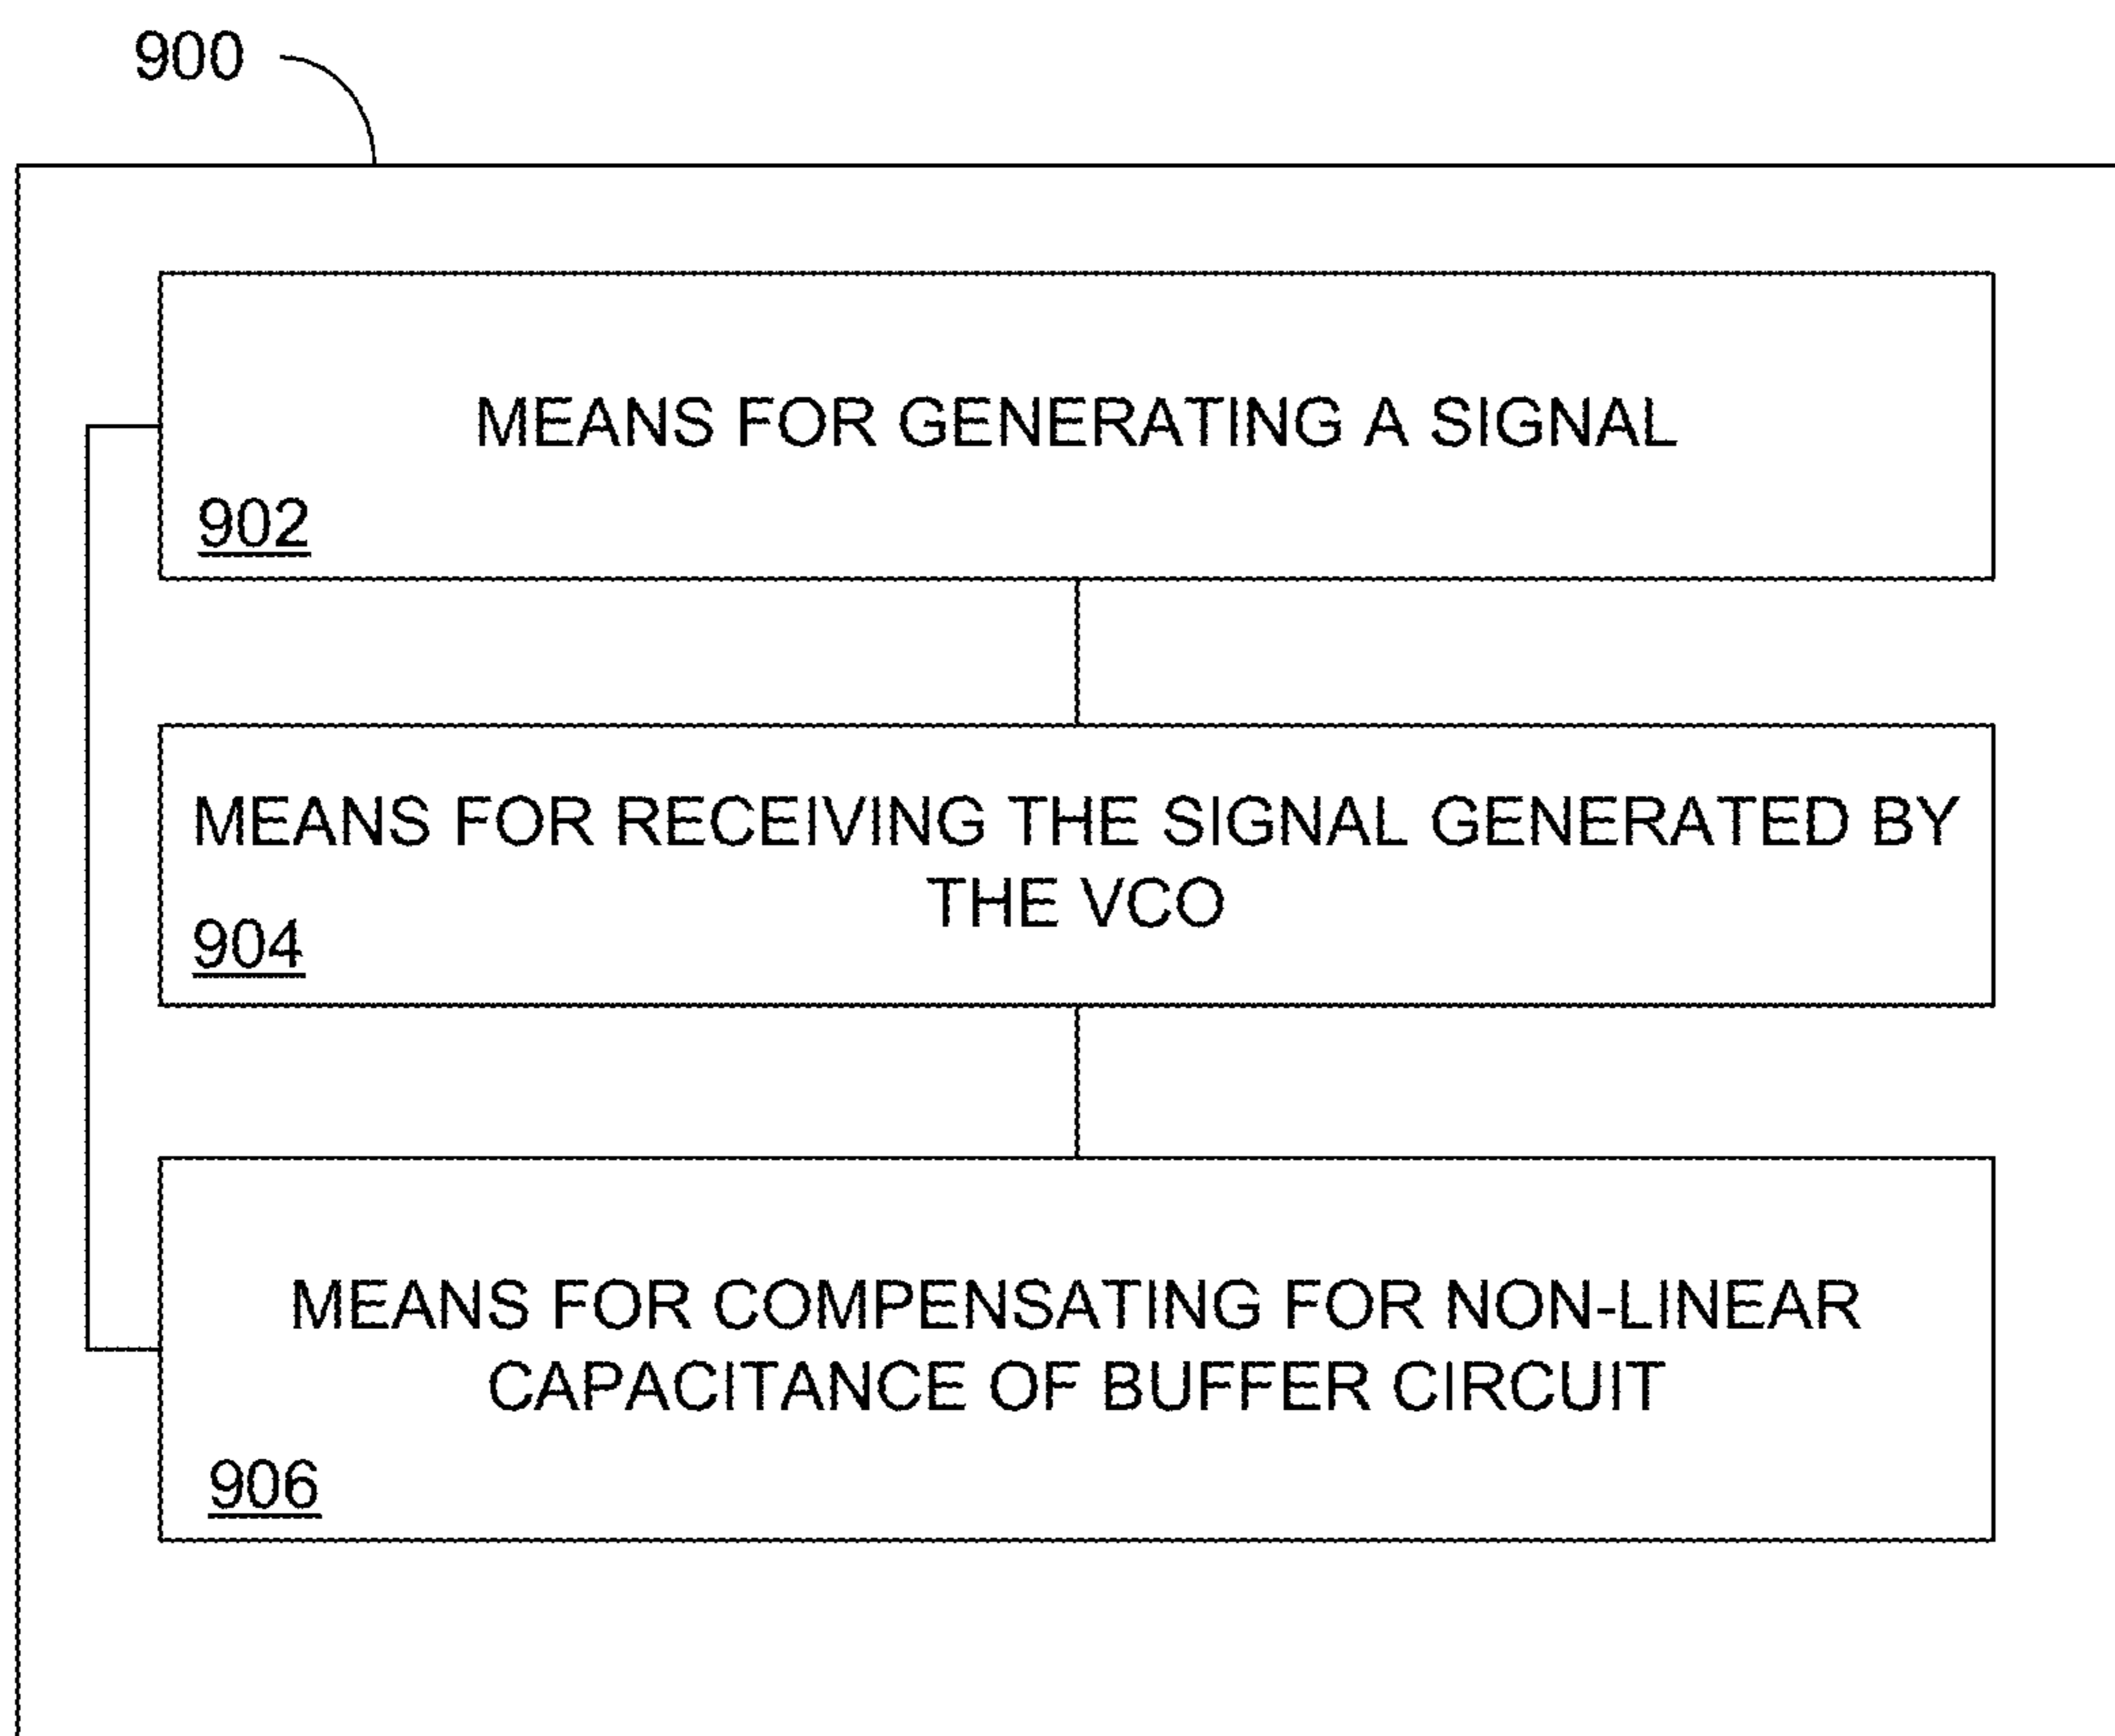 900
MEANS FOR GENERATING A SIGNAL
902
MEANS FOR RECEIVING THE SIGNAL GENERATED BY
THE VCO
904
MEANS FOR COMPENSATING FOR NON-LINEAR
CAPACITANCE OF BUFFER CIRCUIT
906